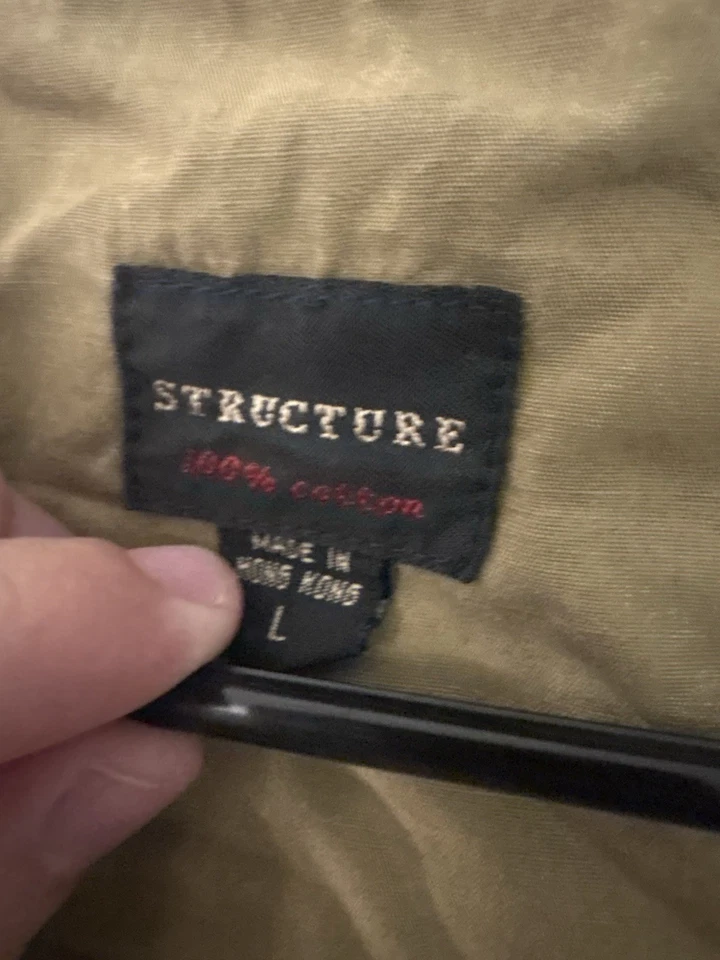 STRUCTURE
100% cotton
MADE IN
HONG KONG
L